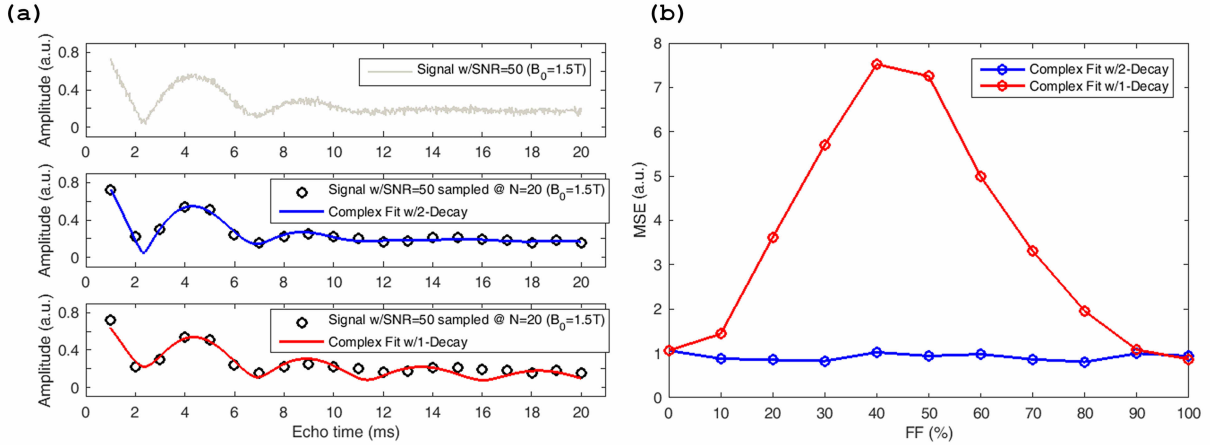 (a)
Amplitude (a.u.)
0.8
0.4
0
Signal w/SNR=50 (B0=1.5T)
0 2 4 6 8 10 12 14 16 18 20
Amplitude (a.u.)
0.8
0.4
0
Signal w/SNR=50 sampled @ N=20 (B0=1.5T)
Complex Fit w/2-Decay
0 2 4 6 8 10 12 14 16 18 20
Amplitude (a.u.)
0.8
0.4
0
Signal w/SNR=50 sampled @ N=20 (B0=1.5T)
Complex Fit w/1-Decay
0 2 4 6 8 10 12 14 16 18 20
Echo time (ms)
(b)
MSE (a.u.)
8
7
6
5
4
3
2
1
0
Complex Fit w/2-Decay
Complex Fit w/1-Decay
0 10 20 30 40 50 60 70 80 90 100
FF (%)